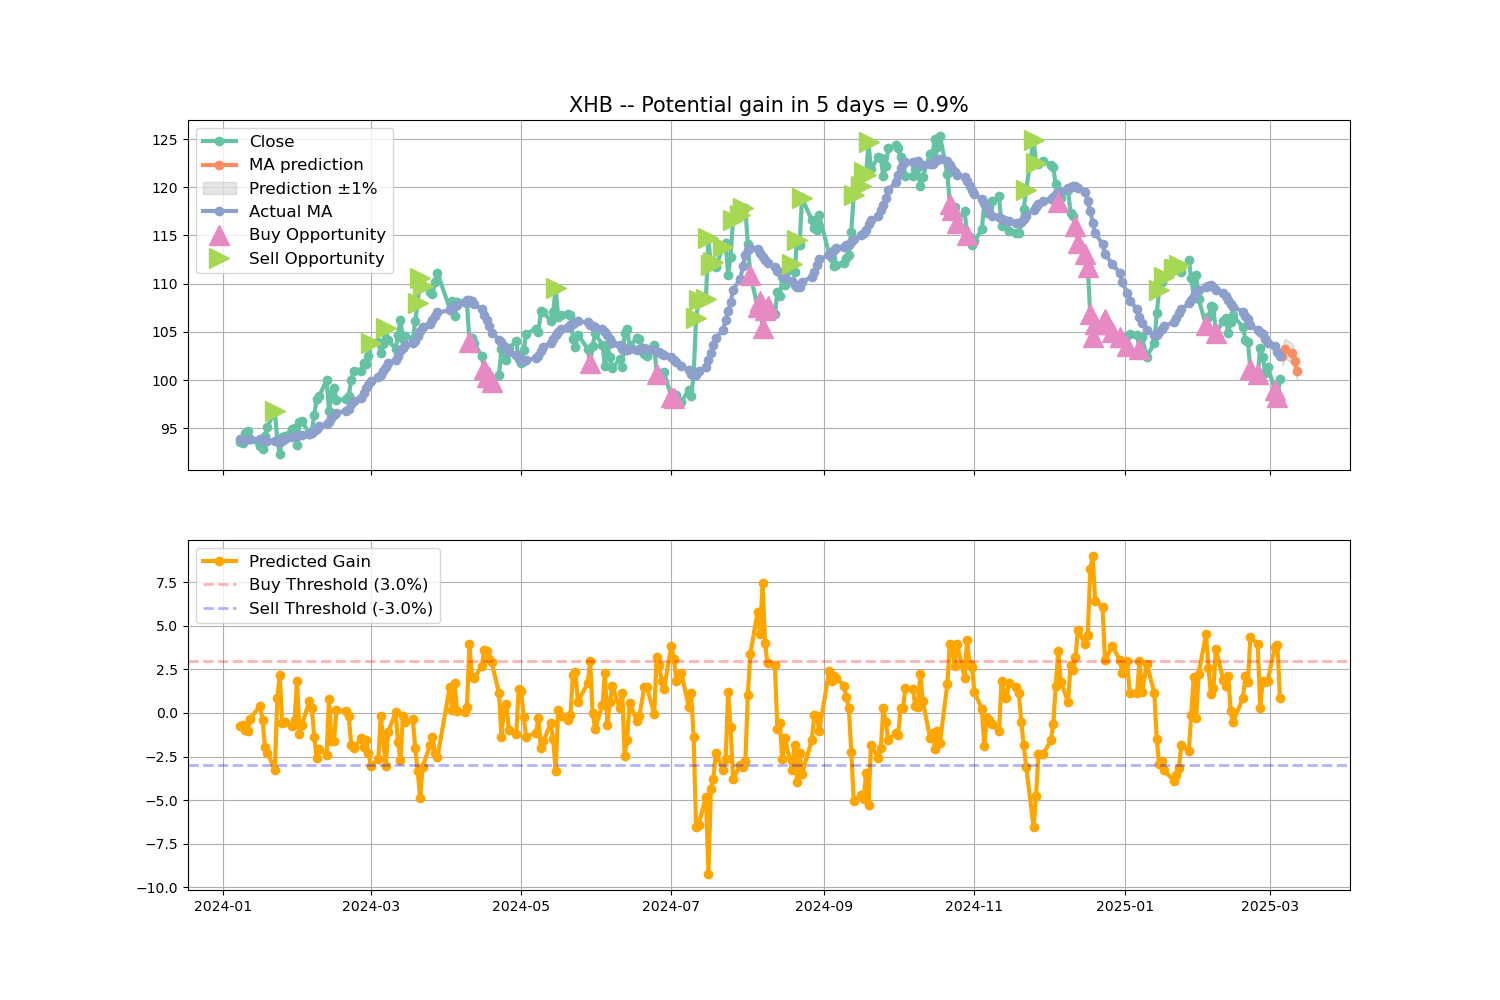 XHB -- Potential gain in 5 days = 0.9%
Close
MA prediction
Prediction ±1%
Actual MA
Buy Opportunity
Sell Opportunity
125
120
115
110
105
100
95
Predicted Gain
Buy Threshold (3.0%)
Sell Threshold (-3.0%)
7.5
5.0
2.5
0.0
−2.5
−5.0
−7.5
−10.0
2024-01 2024-03 2024-05 2024-07 2024-09 2024-11 2025-01 2025-03